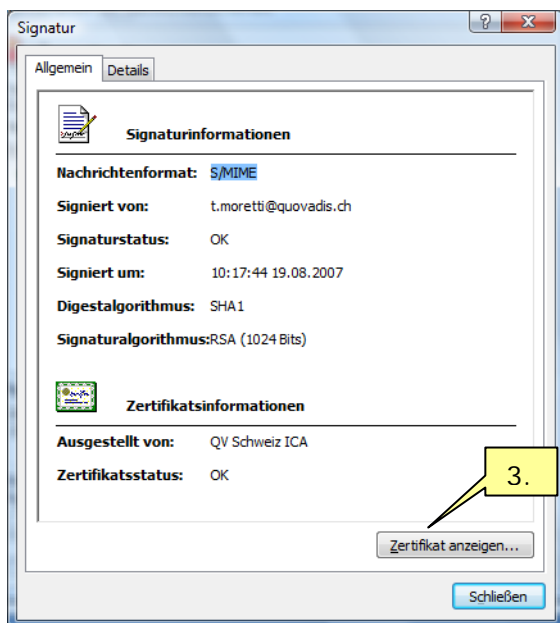 Signatur
Allgemein Details
Signaturinformationen
Nachrichtenformat: S/MIME
Signiert von: t.moretti@quovadis.ch
Signaturstatus: OK
Signiert um: 10:17:44 19.08.2007
Digestalgorithmus: SHA1
Signaturalgorithmus:RSA (1024 Bits)
Zertifikatsinformationen
Ausgestellt von: QV Schweiz ICA
Zertifikatsstatus: OK
3.
Zertifikat anzeigen...
Schließen